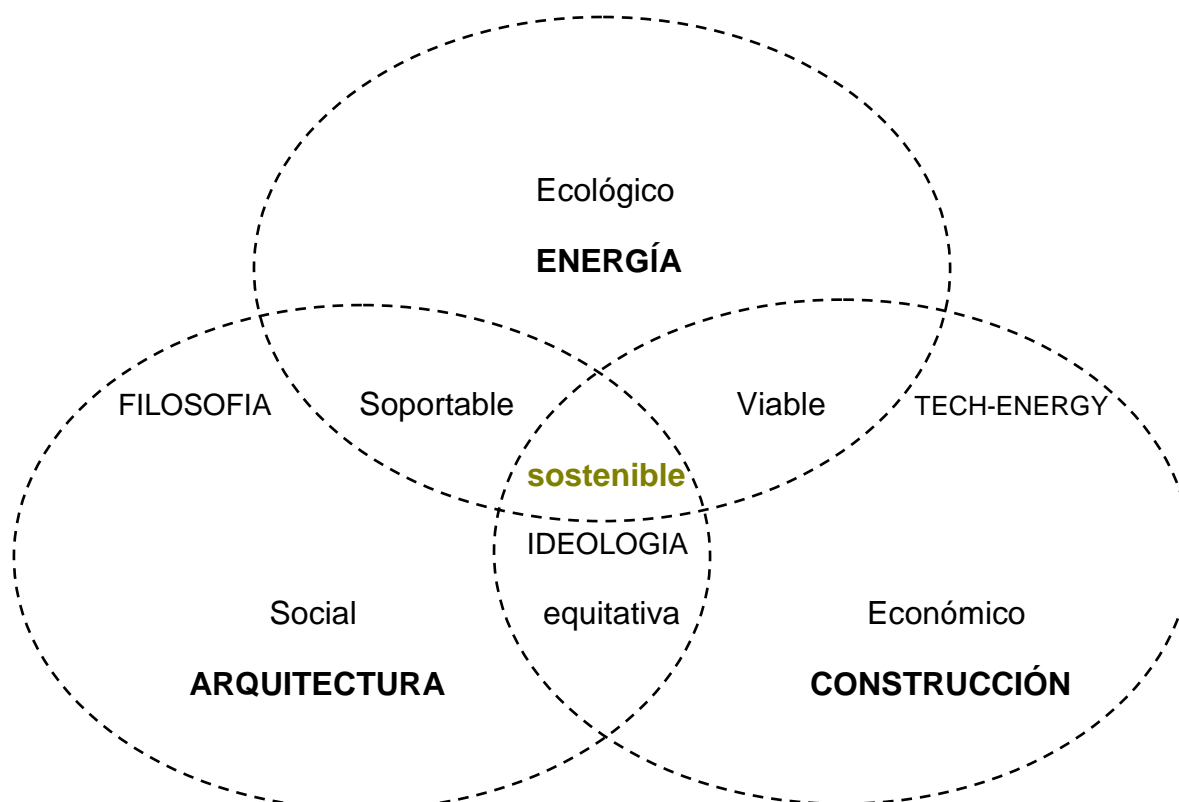 Ecológico
ENERGÍA
FILOSOFIA Soportable Viable TECH-ENERGY
sostenible
IDEOLOGIA
Social equitativa Económico
ARQUITECTURA CONSTRUCCIÓN